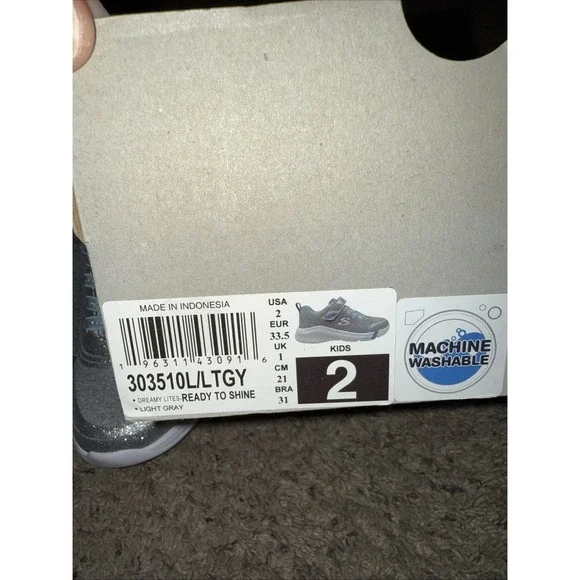 MADE IN INDONESIA
1 96311 43091 6
303510L/LTGY
• DREAMY LITES-READY TO SHINE
• LIGHT GRAY
USA
2
EUR
33.5
UK
1
CM
21
BRA
31
S
KIDS
2
MACHINE
WASHABLE